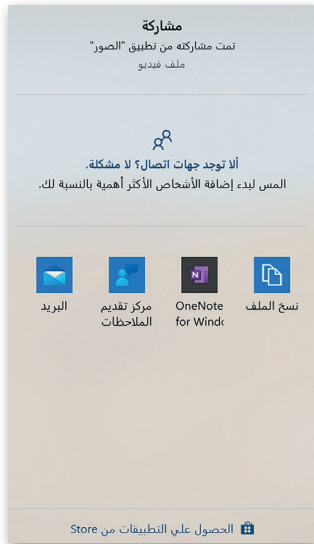 مشاركة
تمت مشاركته من تطبيق "الصور"
ملف فيديو
ألا توجد جهات اتصال؟ لا مشكلة.
المس لبدء إضافة الأشخاص الأكثر أهمية بالنسبة لك.
نسخ الملف
OneNote
for Windo
مركز تقديم
الملاحظات
البريد
الحصول علي التطبيقات من Store